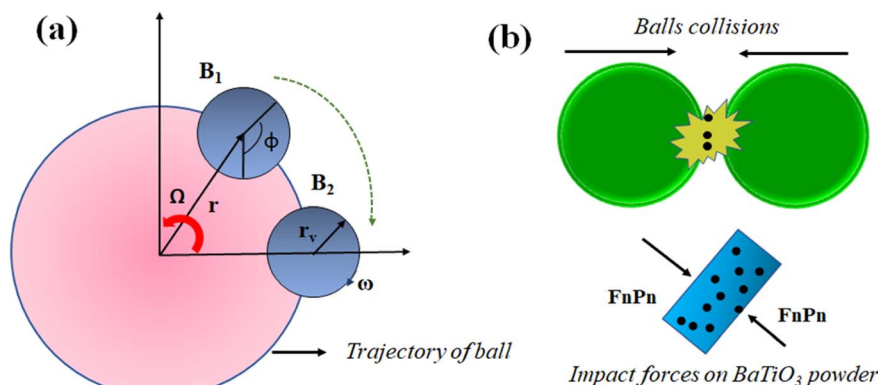 (a)
B₁
ϕ
Ω
r
B₂
rᵥ
ω
Trajectory of ball
(b)
Balls collisions
FnPn
FnPn
Impact forces on BaTiO₃ powder